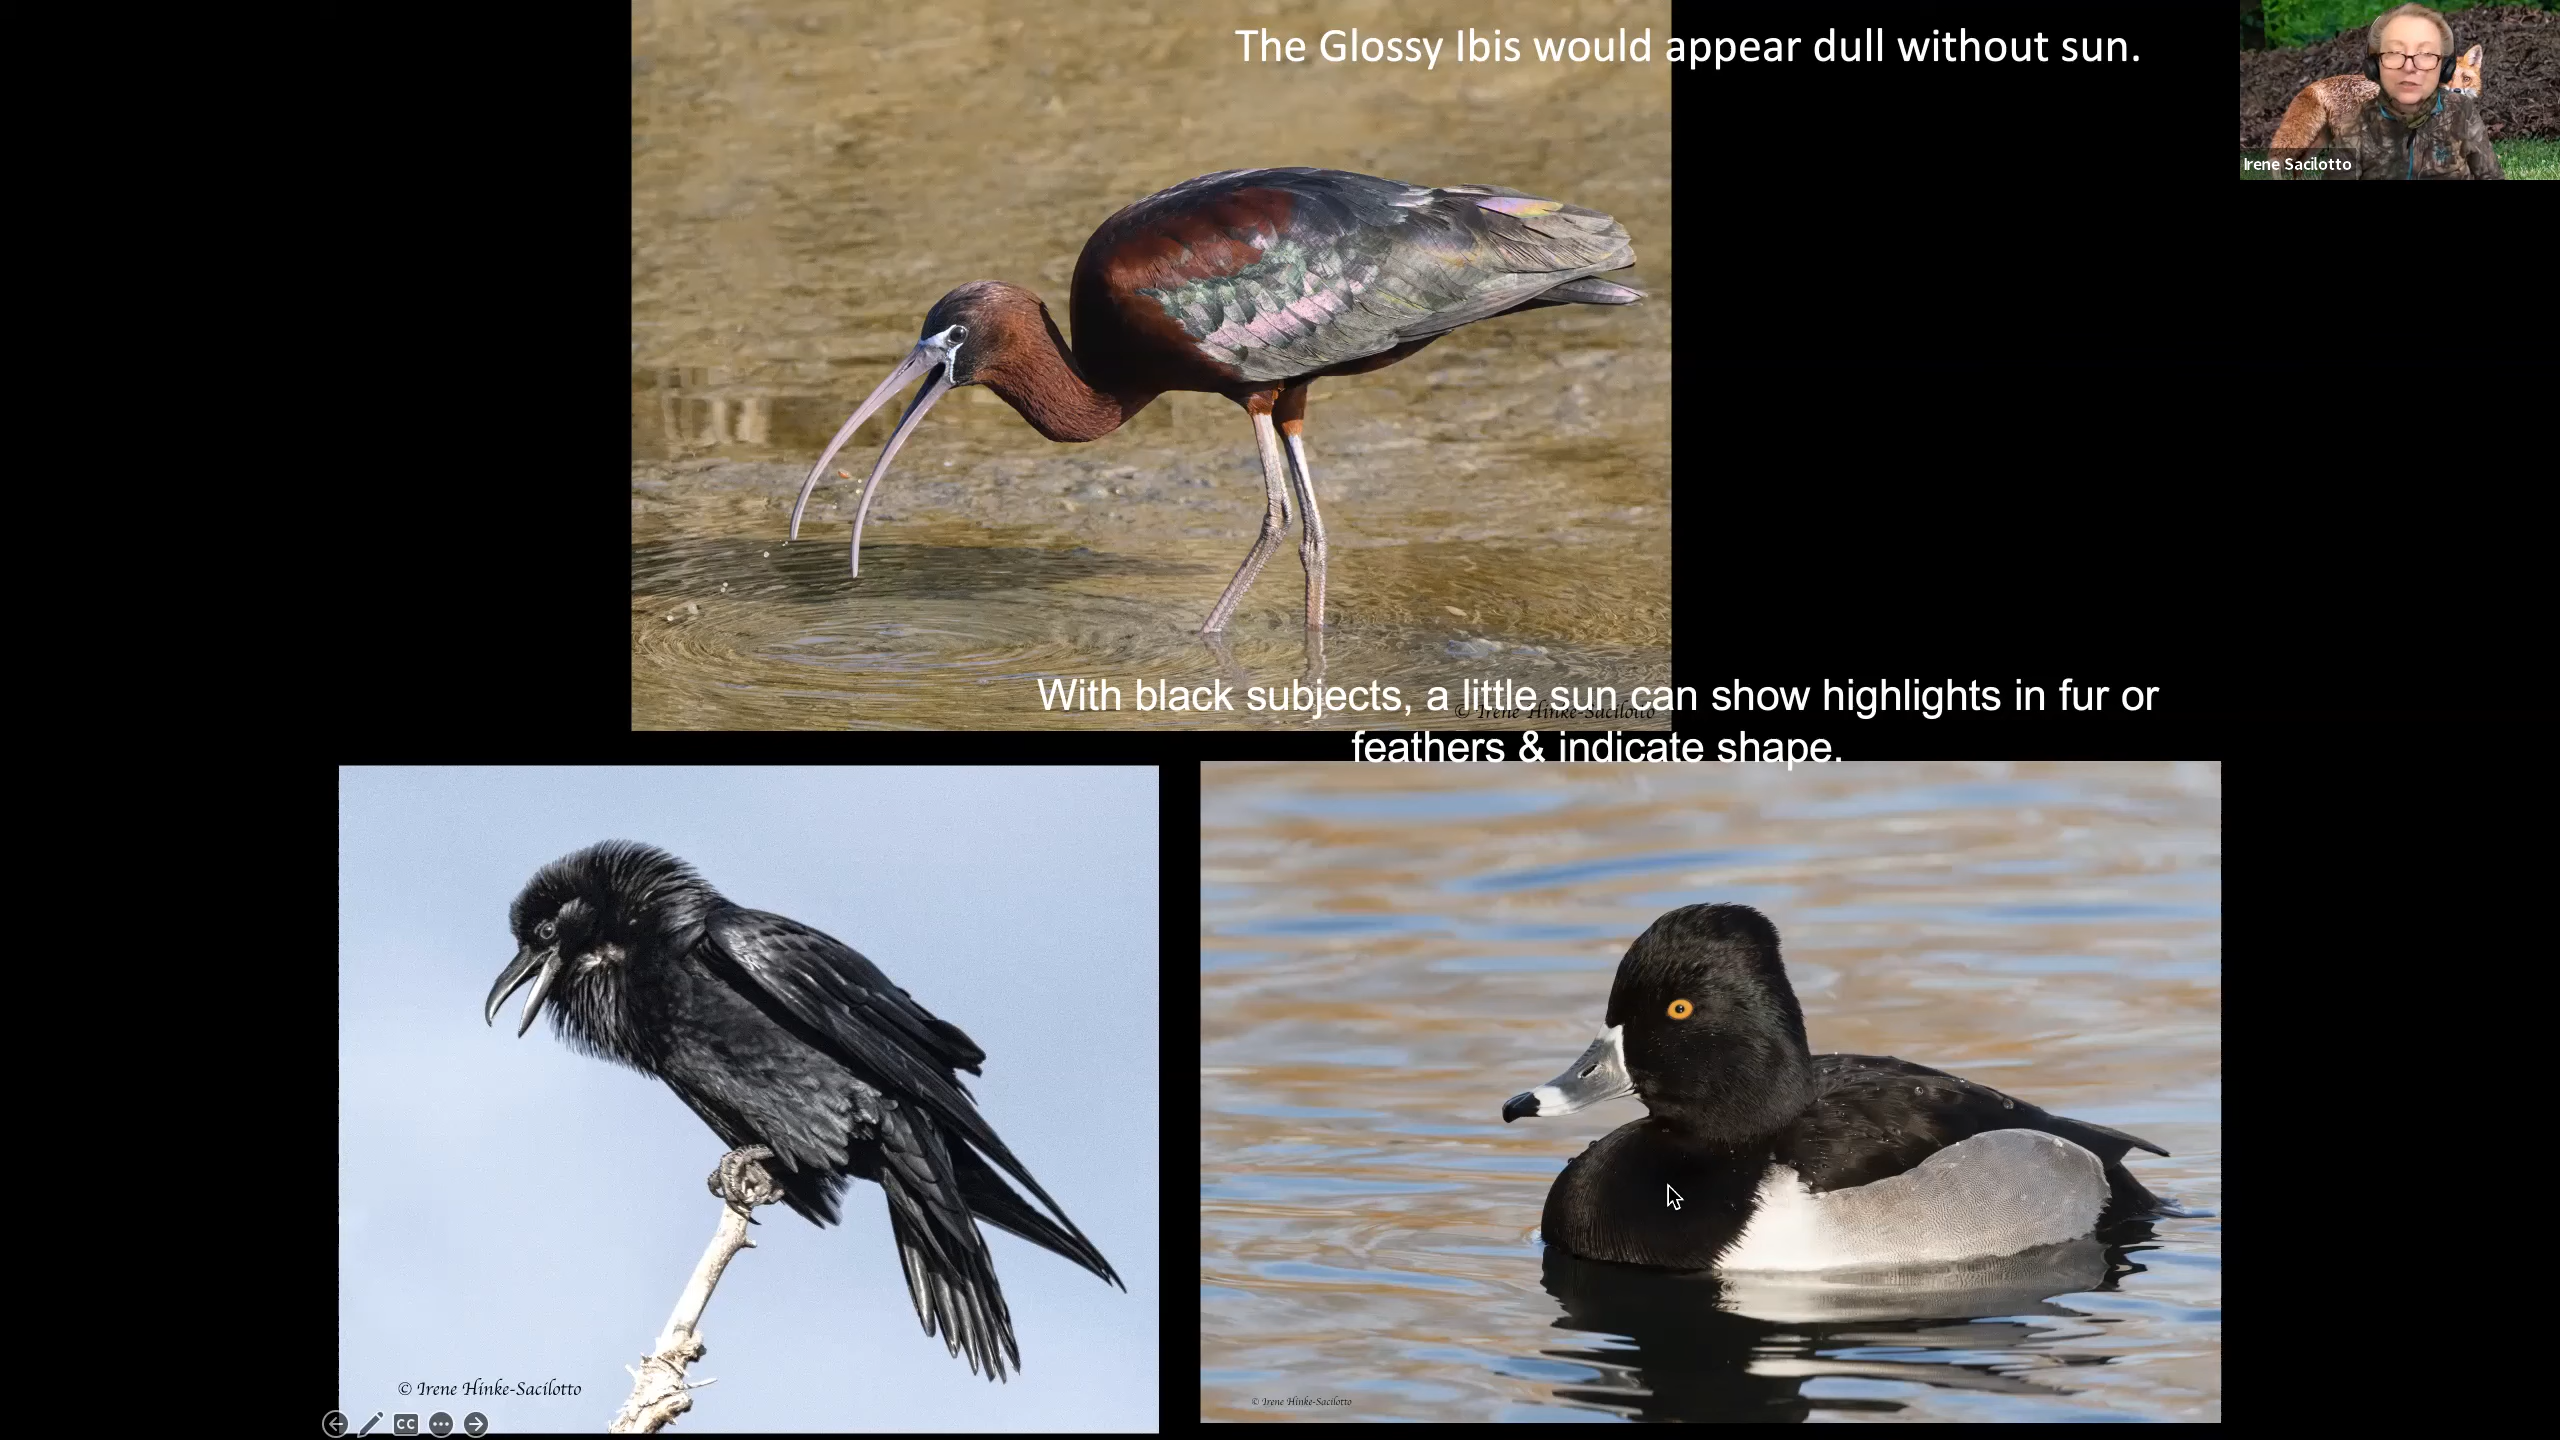 The Glossy Ibis would appear dull without sun.
Irene Sacilotto
With black subjects, a little sun can show highlights in fur or
© Irene Hinke-Sacilotto
feathers & indicate shape.
© Irene Hinke-Sacilotto
© Irene Hinke-Sacilotto
CC